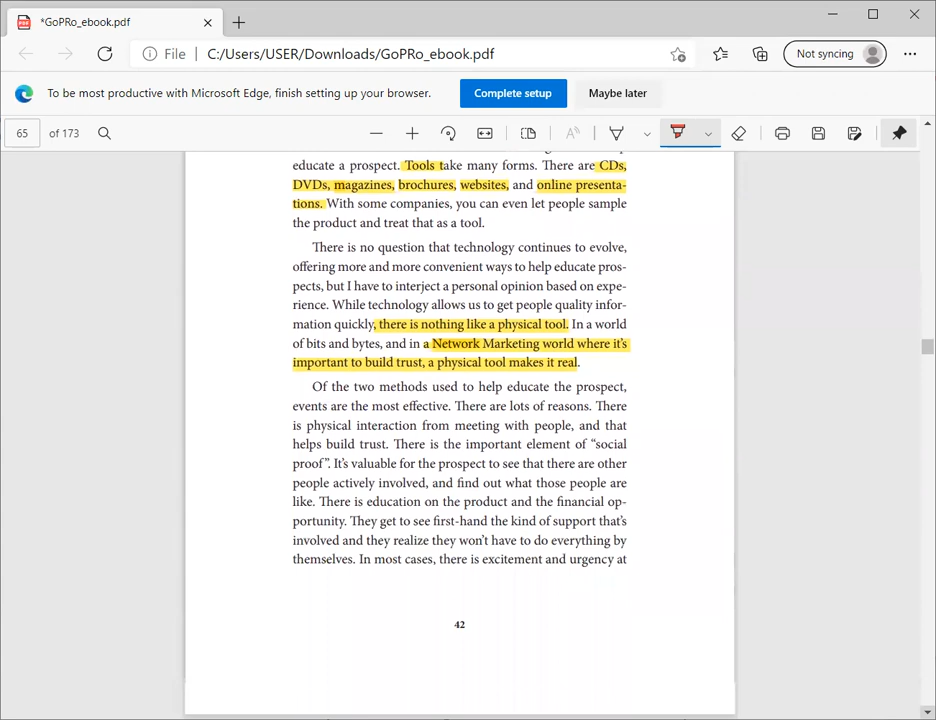 *GoPRo_ebook.pdf
File C:/Users/USER/Downloads/GoPRo_ebook.pdf Not syncing
To be most productive with Microsoft Edge, finish setting up your browser. Complete setup Maybe later
65 of 173
educate a prospect. Tools take many forms. There are CDs,
DVDs, magazines, brochures, websites, and online presenta-
tions. With some companies, you can even let people sample
the product and treat that as a tool.
There is no question that technology continues to evolve,
offering more and more convenient ways to help educate pros-
pects, but I have to interject a personal opinion based on expe-
rience. While technology allows us to get people quality infor-
mation quickly, there is nothing like a physical tool. In a world
of bits and bytes, and in a Network Marketing world where it's
important to build trust, a physical tool makes it real.
Of the two methods used to help educate the prospect,
events are the most effective. There are lots of reasons. There
is physical interaction from meeting with people, and that
helps build trust. There is the important element of “social
proof”. It's valuable for the prospect to see that there are other
people actively involved, and find out what those people are
like. There is education on the product and the financial op-
portunity. They get to see first-hand the kind of support that's
involved and they realize they won't have to do everything by
themselves. In most cases, there is excitement and urgency at
42